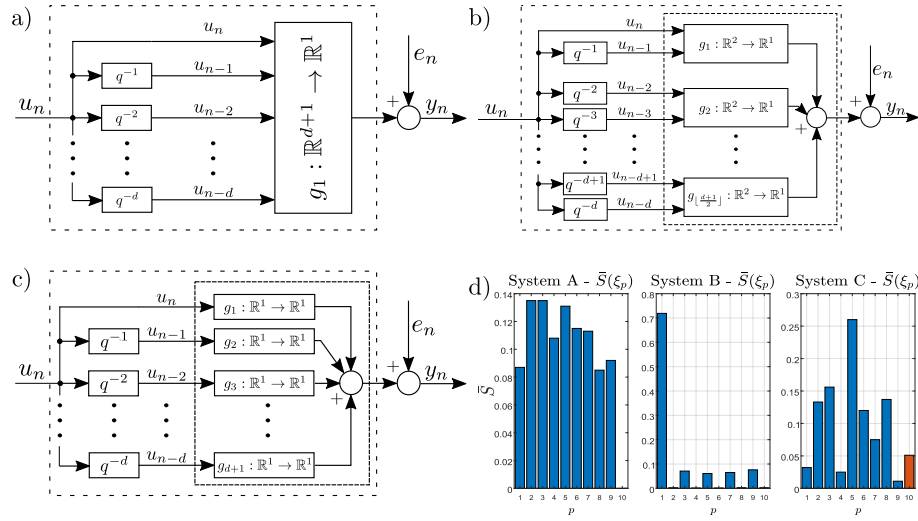 a)
u_n
q^{-1}
u_{n-1}
u_n
q^{-2}
u_{n-2}
q^{-d}
u_{n-d}
g_1 : ℝ^{d+1} → ℝ^1
e_n
+
y_n
b)
u_n
g_1 : ℝ^2 → ℝ^1
q^{-1}
u_{n-1}
u_n
q^{-2}
u_{n-2}
g_2 : ℝ^2 → ℝ^1
q^{-3}
u_{n-3}
q^{-d+1}
u_{n-d+1}
g_{⌊\frac{d+1}{2}⌋} : ℝ^2 → ℝ^1
q^{-d}
u_{n-d}
+
e_n
+
y_n
c)
u_n
g_1 : ℝ^1 → ℝ^1
q^{-1}
u_{n-1}
g_2 : ℝ^1 → ℝ^1
u_n
q^{-2}
u_{n-2}
g_3 : ℝ^1 → ℝ^1
q^{-d}
u_{n-d}
g_{d+1} : ℝ^1 → ℝ^1
+
e_n
+
y_n
d)
System A - S̄(ξ_p)
0.14
0.12
0.1
0.08
0.06
0.04
0.02
0
S̄
1 2 3 4 5 6 7 8 9 10
p
System B - S̄(ξ_p)
0.8
0.7
0.6
0.5
0.4
0.3
0.2
0.1
0
1 2 3 4 5 6 7 8 9 10
p
System C - S̄(ξ_p)
0.3
0.25
0.2
0.15
0.1
0.05
0
1 2 3 4 5 6 7 8 9 10
p